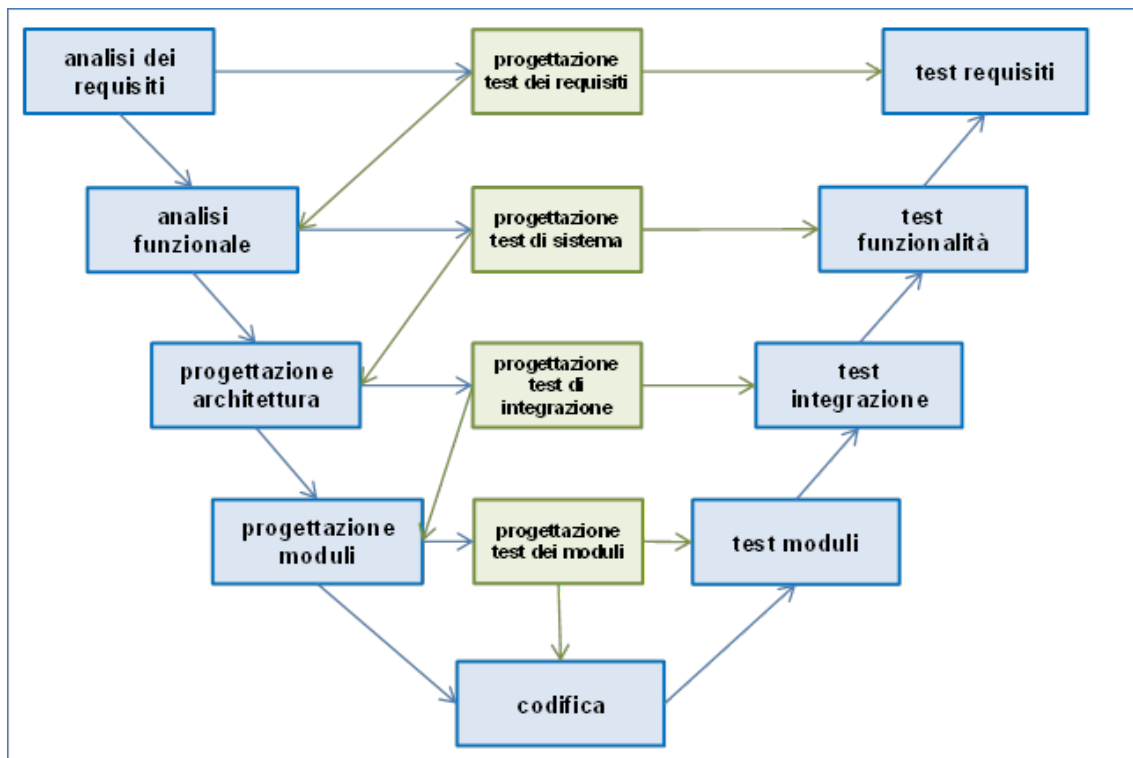 analisi dei
requisiti
progettazione
test dei requisiti
test requisiti
analisi
funzionale
progettazione
test di sistema
test
funzionalità
progettazione
architettura
progettazione
test di
integrazione
test
integrazione
progettazione
moduli
progettazione
test dei moduli
test moduli
codifica